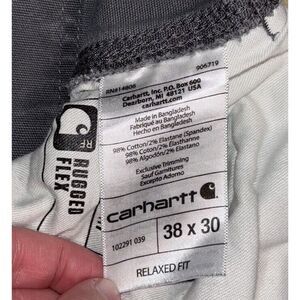 RN#14806
906719
Carhartt, Inc. P.O. Box 600
Dearborn, MI 48121 USA
carhartt.com
Made in Bangladesh
Fabriqué au Bangladesh
Hecho en Bangladesh
98% Cotton/2% Elastane (Spandex)
98% Coton/2% Élasthanne
98% Algodón/2% Elastano
Exclusive Trimming
Sauf Garnitures
Excepto Adorno
carhartt
102291 039
38 x 30
RELAXED FIT
RF
RUGGED
FLEX